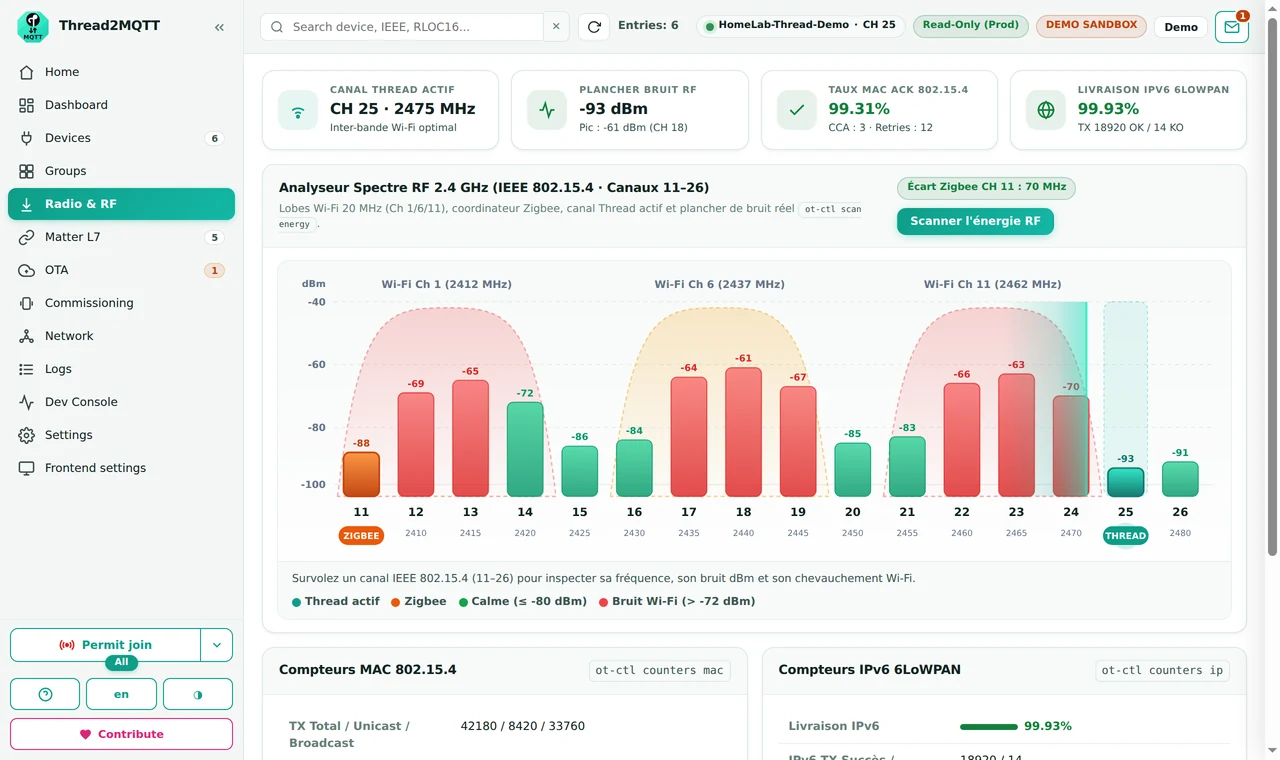 Thread2MQTT
MQTT
«
Search device, IEEE, RLOC16...
×
Entries: 6
HomeLab-Thread-Demo · CH 25
Read-Only (Prod)
DEMO SANDBOX
Demo
1
Home
Dashboard
Devices 6
Groups
Radio & RF
Matter L7 5
OTA 1
Commissioning
Network
Logs
Dev Console
Settings
Frontend settings
Permit join
All
en
Contribute
CANAL THREAD ACTIF
CH 25 · 2475 MHz
Inter-bande Wi-Fi optimal
PLANCHER BRUIT RF
-93 dBm
Pic : -61 dBm (CH 18)
TAUX MAC ACK 802.15.4
99.31%
CCA : 3 · Retries : 12
LIVRAISON IPV6 6LOWPAN
99.93%
TX 18920 OK / 14 KO
Analyseur Spectre RF 2.4 GHz (IEEE 802.15.4 · Canaux 11–26)
Lobes Wi-Fi 20 MHz (Ch 1/6/11), coordinateur Zigbee, canal Thread actif et plancher de bruit réel ot-ctl scan
energy .
Écart Zigbee CH 11 : 70 MHz
Scanner l'énergie RF
dBm Wi-Fi Ch 1 (2412 MHz) Wi-Fi Ch 6 (2437 MHz) Wi-Fi Ch 11 (2462 MHz)
-40
-60
-80
-100
-88 -69 -65 -72 -86 -84 -64 -61 -67 -85 -83 -66 -63 -70 -93 -91
11 12 13 14 15 16 17 18 19 20 21 22 23 24 25 26
ZIGBEE 2410 2415 2420 2425 2430 2435 2440 2445 2450 2455 2460 2465 2470 THREAD 2480
Survolez un canal IEEE 802.15.4 (11–26) pour inspecter sa fréquence, son bruit dBm et son chevauchement Wi-Fi.
Thread actif Zigbee Calme (≤ -80 dBm) Bruit Wi-Fi (> -72 dBm)
Compteurs MAC 802.15.4 ot-ctl counters mac
TX Total / Unicast / Broadcast 42180 / 8420 / 33760
Compteurs IPv6 6LoWPAN ot-ctl counters ip
Livraison IPv6 99.93%
IPv6 TX Succès / 18920 / 14